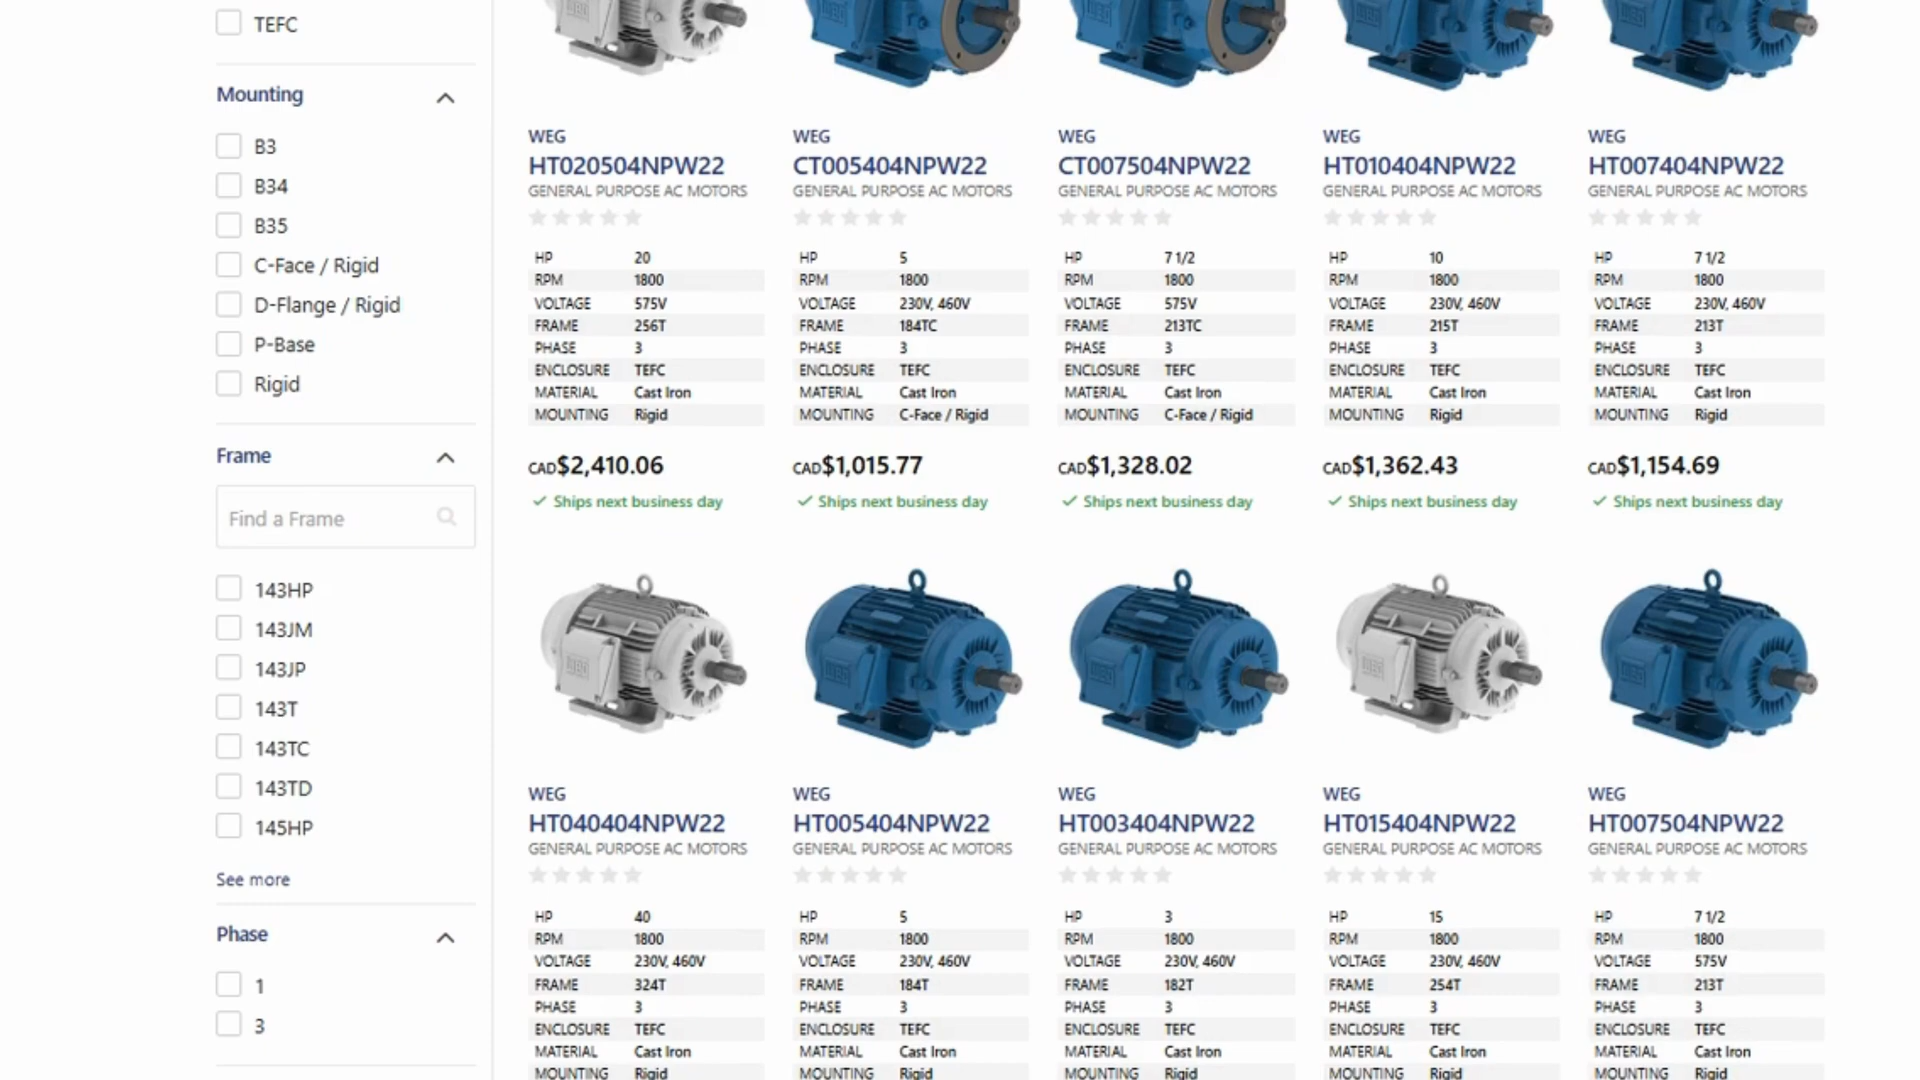 TEFC
Mounting
B3
B34
B35
C-Face / Rigid
D-Flange / Rigid
P-Base
Rigid
Frame
Find a Frame
143HP
143JM
143JP
143T
143TC
143TD
145HP
See more
Phase
1
3
WEG
HT020504NPW22
GENERAL PURPOSE AC MOTORS
HP 20
RPM 1800
VOLTAGE 575V
FRAME 256T
PHASE 3
ENCLOSURE TEFC
MATERIAL Cast Iron
MOUNTING Rigid
CAD$2,410.06
Ships next business day
WEG
CT005404NPW22
GENERAL PURPOSE AC MOTORS
HP 5
RPM 1800
VOLTAGE 230V, 460V
FRAME 184TC
PHASE 3
ENCLOSURE TEFC
MATERIAL Cast Iron
MOUNTING C-Face / Rigid
CAD$1,015.77
Ships next business day
WEG
CT007504NPW22
GENERAL PURPOSE AC MOTORS
HP 7 1/2
RPM 1800
VOLTAGE 575V
FRAME 213TC
PHASE 3
ENCLOSURE TEFC
MATERIAL Cast Iron
MOUNTING C-Face / Rigid
CAD$1,328.02
Ships next business day
WEG
HT010404NPW22
GENERAL PURPOSE AC MOTORS
HP 10
RPM 1800
VOLTAGE 230V, 460V
FRAME 215T
PHASE 3
ENCLOSURE TEFC
MATERIAL Cast Iron
MOUNTING Rigid
CAD$1,362.43
Ships next business day
WEG
HT007404NPW22
GENERAL PURPOSE AC MOTORS
HP 7 1/2
RPM 1800
VOLTAGE 230V, 460V
FRAME 213T
PHASE 3
ENCLOSURE TEFC
MATERIAL Cast Iron
MOUNTING Rigid
CAD$1,154.69
Ships next business day
WEG
HT040404NPW22
GENERAL PURPOSE AC MOTORS
HP 40
RPM 1800
VOLTAGE 230V, 460V
FRAME 324T
PHASE 3
ENCLOSURE TEFC
MATERIAL Cast Iron
MOUNTING Rigid
WEG
HT005404NPW22
GENERAL PURPOSE AC MOTORS
HP 5
RPM 1800
VOLTAGE 230V, 460V
FRAME 184T
PHASE 3
ENCLOSURE TEFC
MATERIAL Cast Iron
MOUNTING Rigid
WEG
HT003404NPW22
GENERAL PURPOSE AC MOTORS
HP 3
RPM 1800
VOLTAGE 230V, 460V
FRAME 182T
PHASE 3
ENCLOSURE TEFC
MATERIAL Cast Iron
MOUNTING Rigid
WEG
HT015404NPW22
GENERAL PURPOSE AC MOTORS
HP 15
RPM 1800
VOLTAGE 230V, 460V
FRAME 254T
PHASE 3
ENCLOSURE TEFC
MATERIAL Cast Iron
MOUNTING Rigid
WEG
HT007504NPW22
GENERAL PURPOSE AC MOTORS
HP 7 1/2
RPM 1800
VOLTAGE 575V
FRAME 213T
PHASE 3
ENCLOSURE TEFC
MATERIAL Cast Iron
MOUNTING Rigid